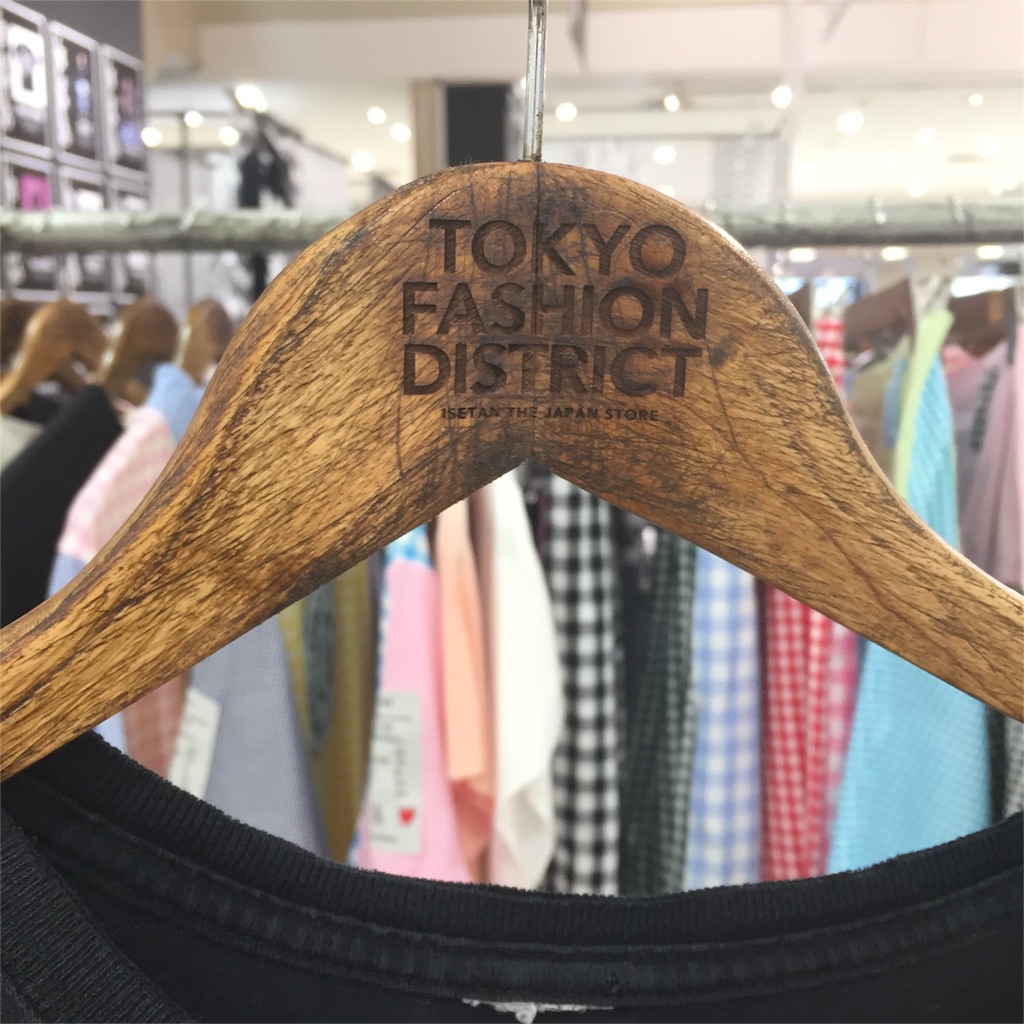 TOKYO
FASHION
DISTRICT
ISETAN THE JAPAN STORE